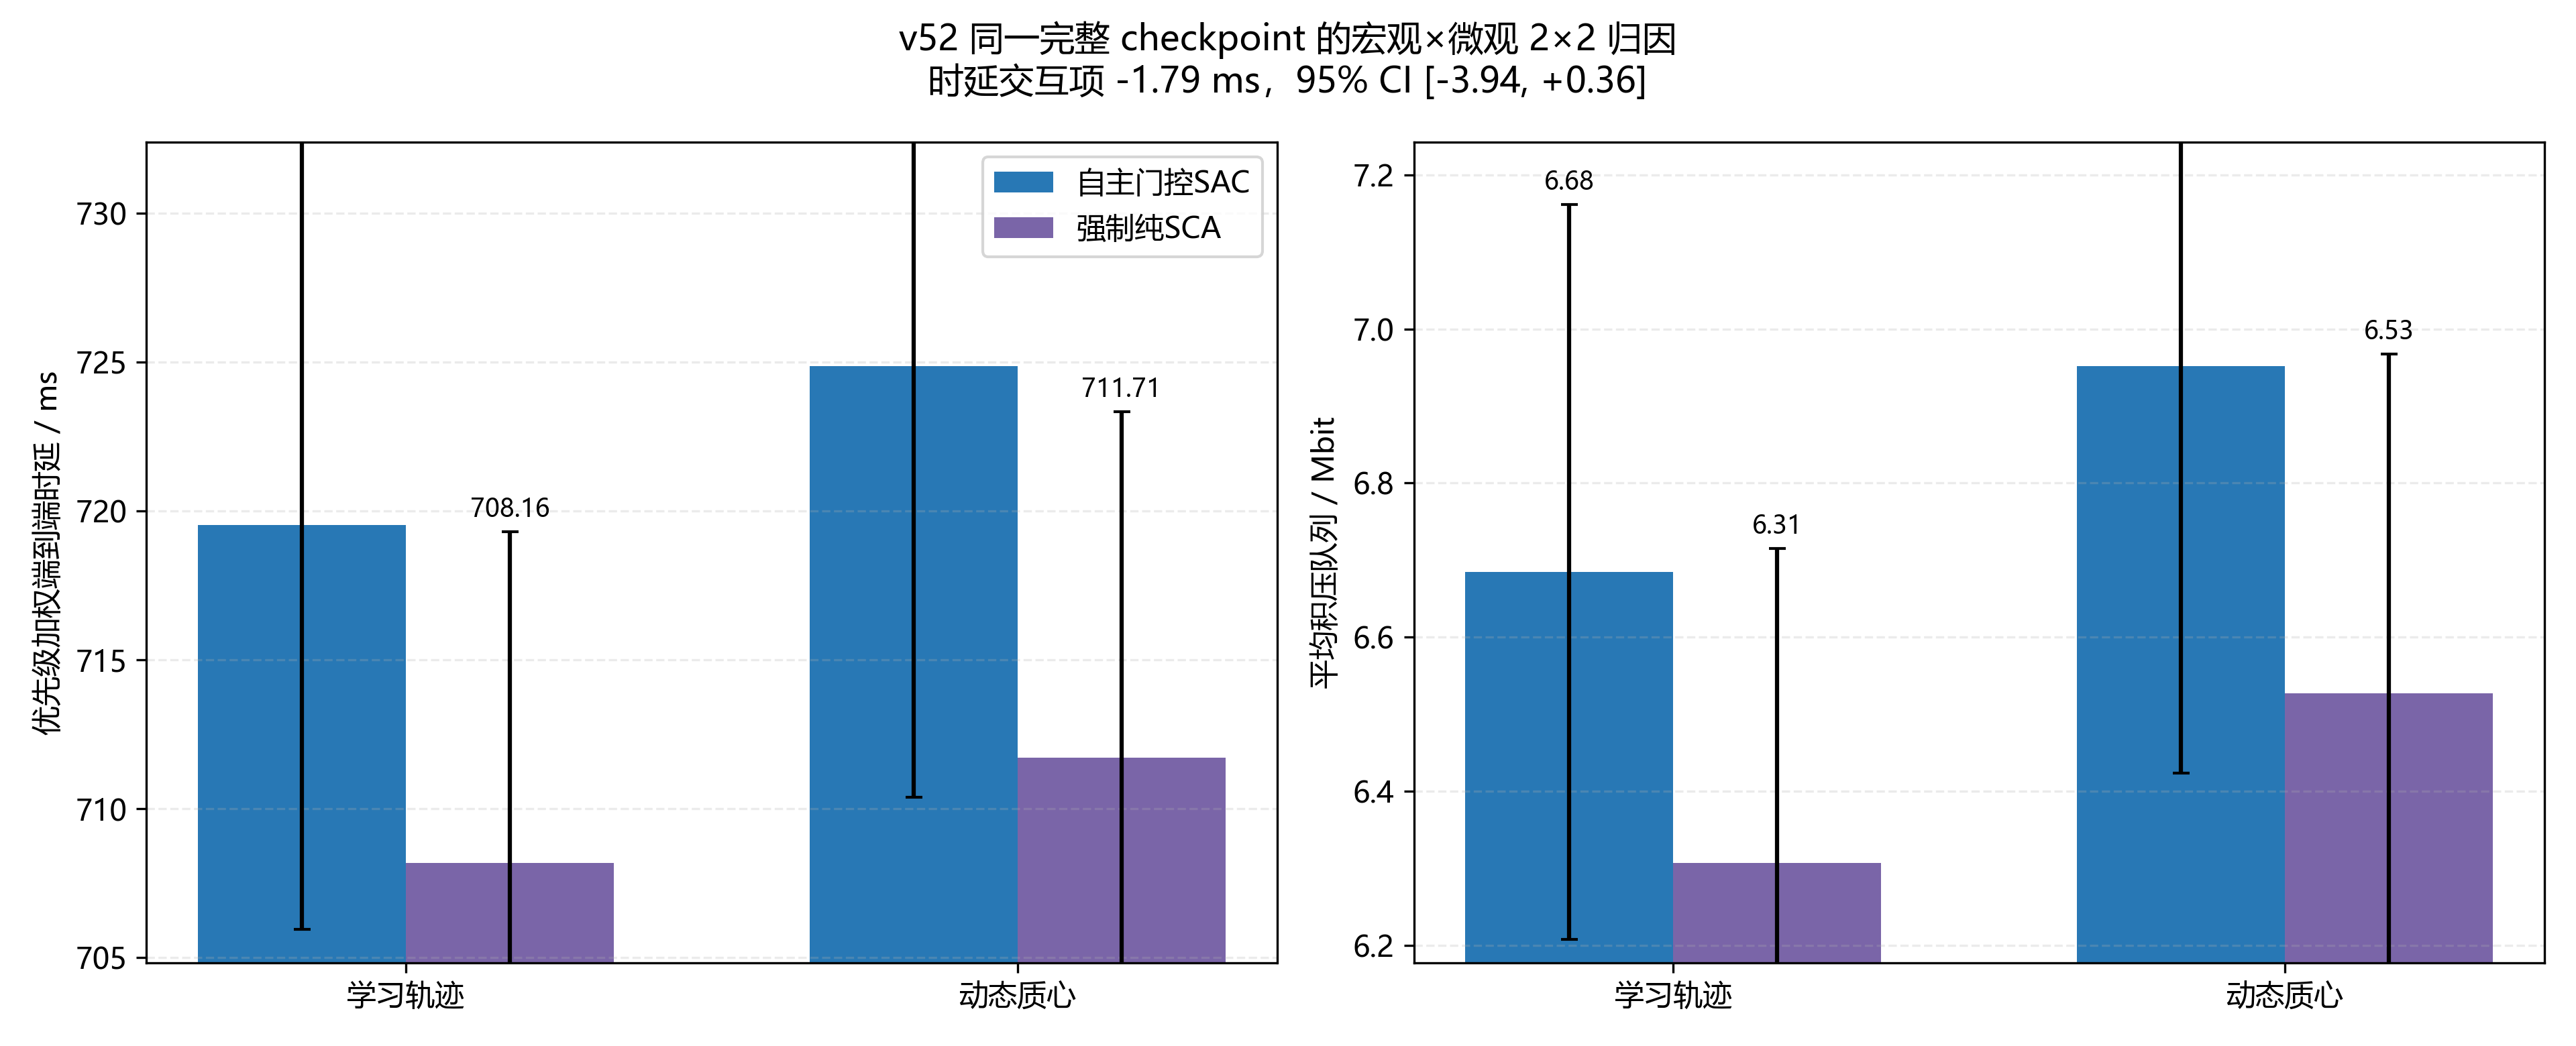 v52 同一完整 checkpoint 的宏观×微观 2×2 归因
时延交互项 -1.79 ms，95% CI [-3.94, +0.36]
优先级加权端到端时延 / ms
730
725
720
715
710
705
自主门控SAC
强制纯SCA
708.16
711.71
学习轨迹
动态质心
平均积压队列 / Mbit
7.2
7.0
6.8
6.6
6.4
6.2
6.68
6.31
6.53
学习轨迹
动态质心